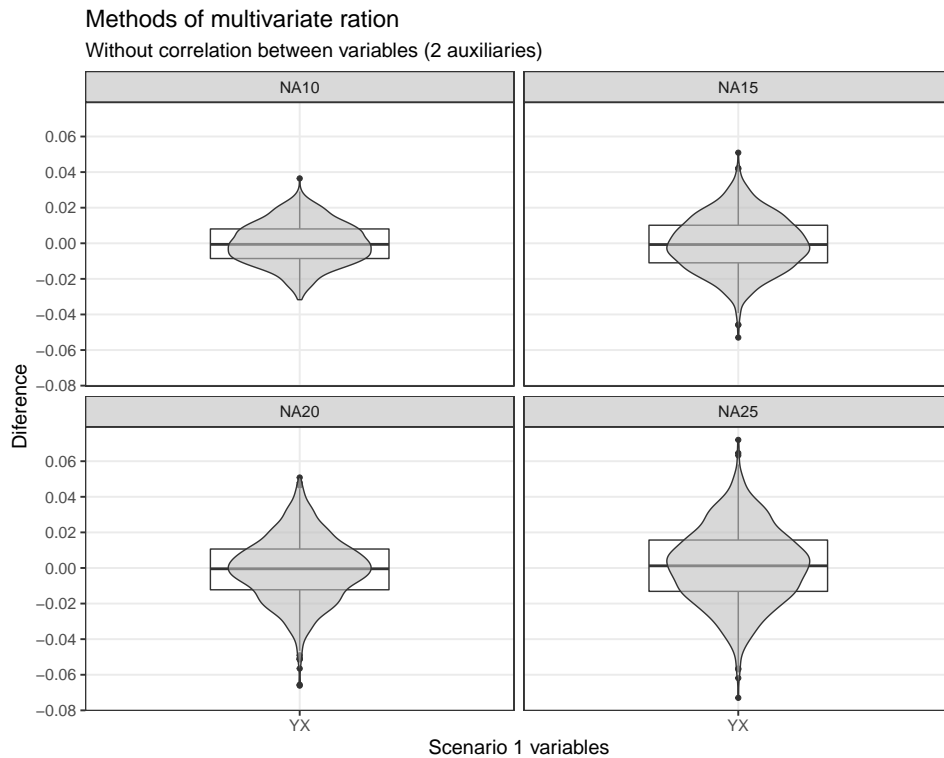 Methods of multivariate ration
Without correlation between variables (2 auxiliaries)
NA10
NA15
0.06
0.04
0.02
0.00
−0.02
−0.04
−0.06
−0.08
NA20
NA25
0.06
0.04
0.02
0.00
−0.02
−0.04
−0.06
−0.08
Diference
YX
YX
Scenario 1 variables